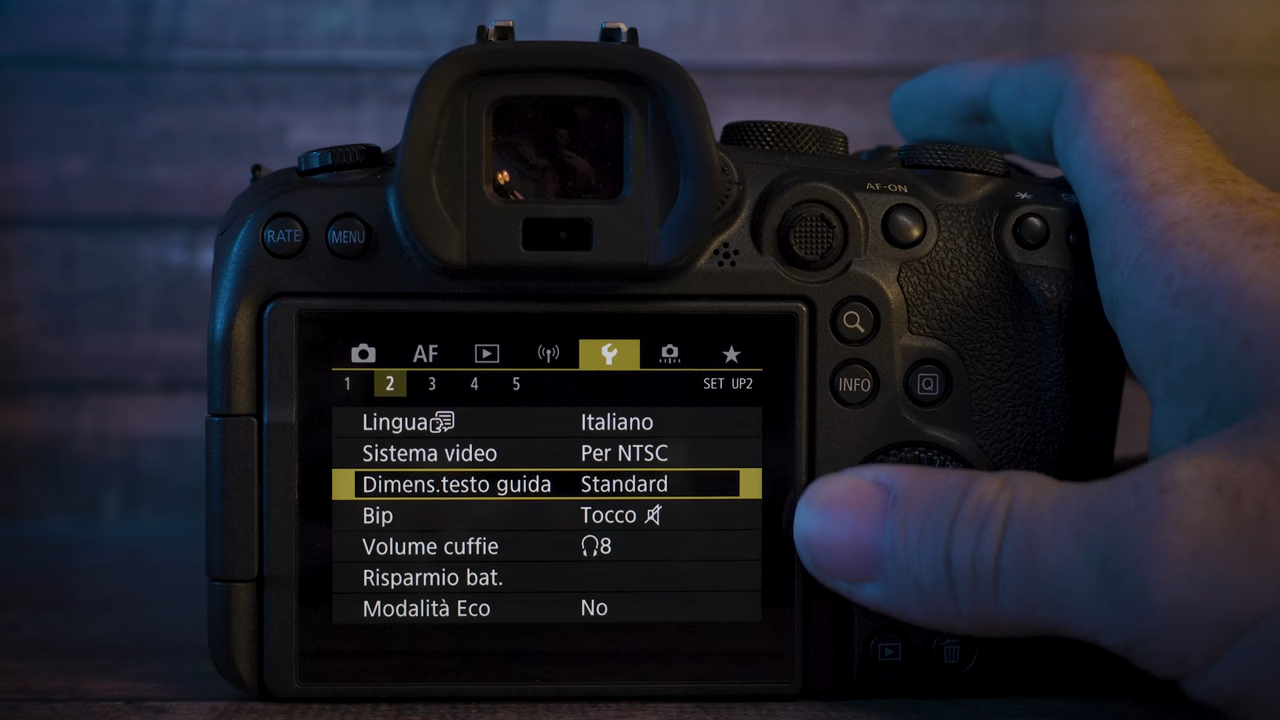 AF-ON
RATE MENU
AF
1 2 3 4 5 SET UP2
INFO Q
Lingua Italiano
Sistema video Per NTSC
Dimens.testo guida Standard
Bip Tocco
Volume cuffie 8
Risparmio bat.
Modalità Eco No